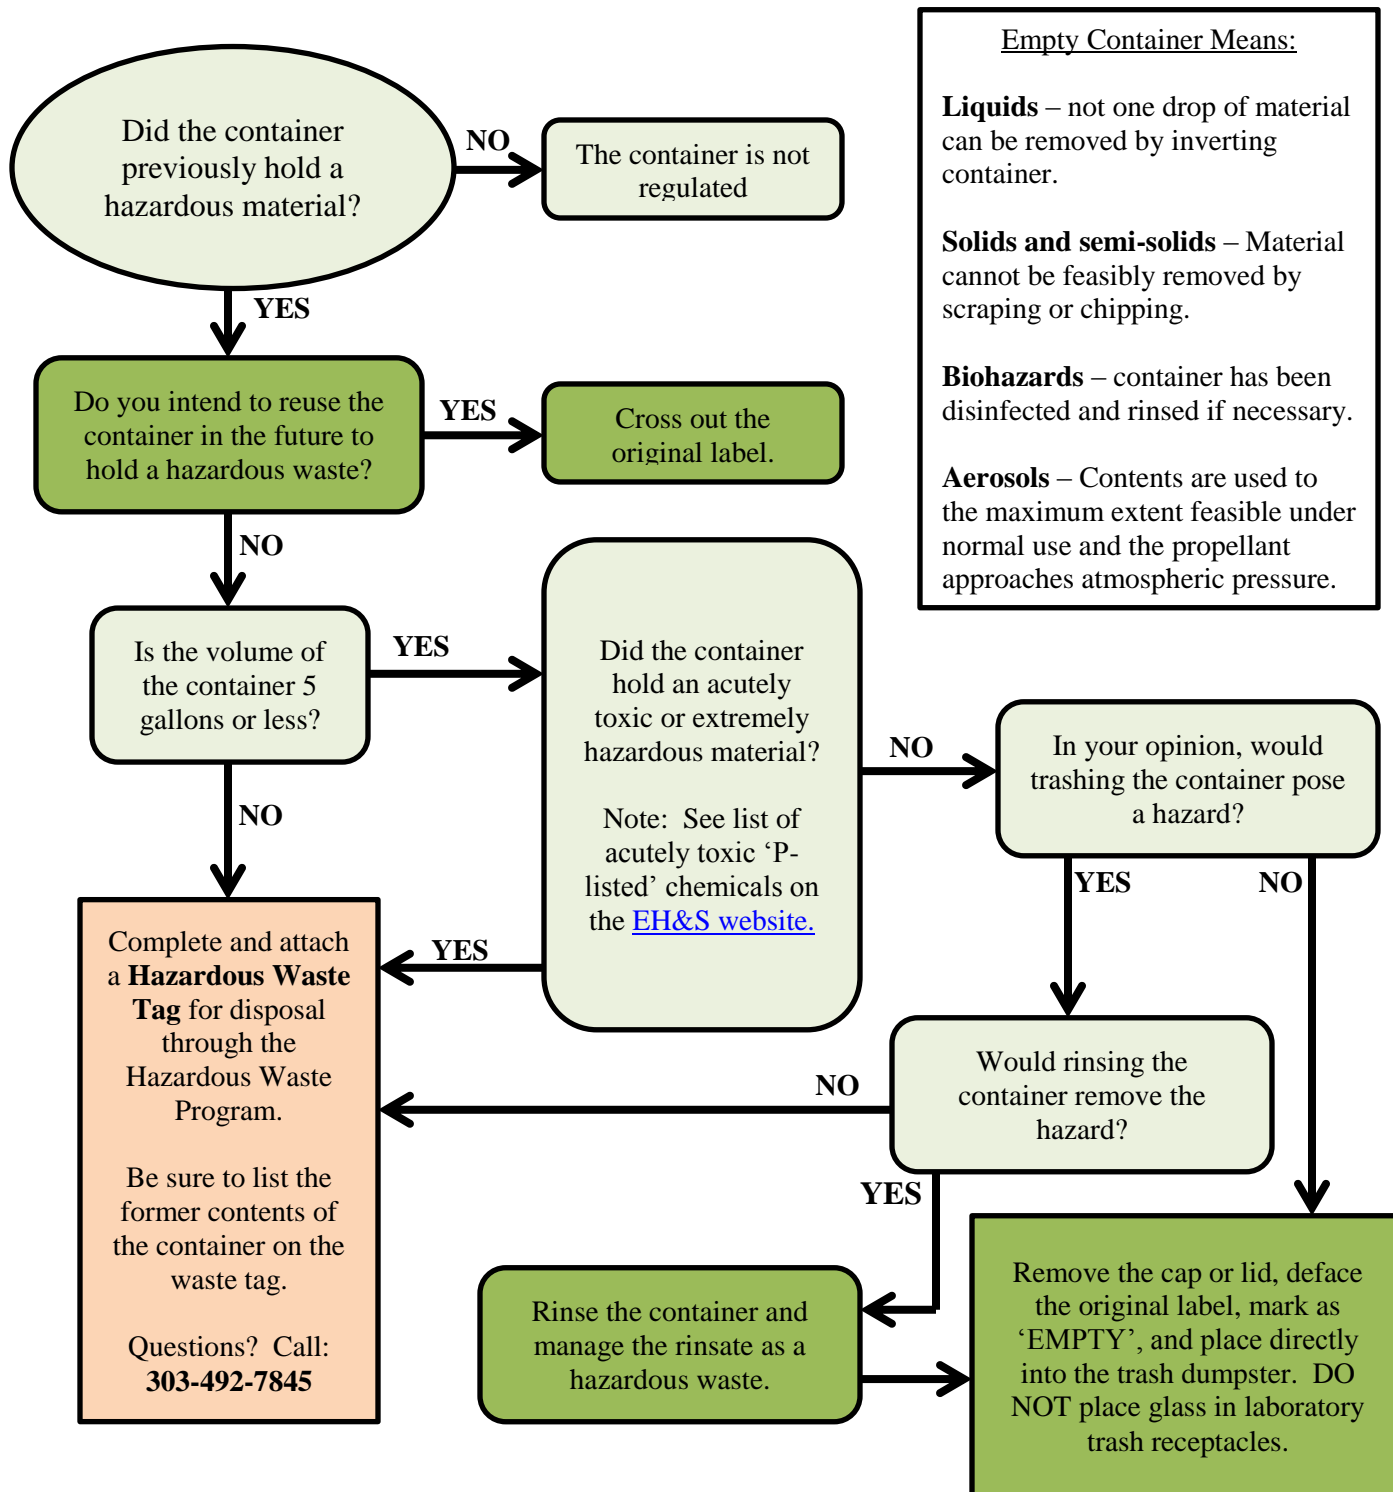 Did the container
previously hold a
hazardous material?
NO
The container is not
regulated
YES
Do you intend to reuse the
container in the future to
hold a hazardous waste?
YES
Cross out the
original label.
NO
Is the volume of
the container 5
gallons or less?
YES
NO
Did the container
hold an acutely
toxic or extremely
hazardous material?
Note:  See list of
acutely toxic ‘P-
listed’ chemicals on
the EH&S website.
NO
YES
In your opinion, would
trashing the container pose
a hazard?
YES
NO
Would rinsing the
container remove the
hazard?
NO
YES
Complete and attach
a Hazardous Waste
Tag for disposal
through the
Hazardous Waste
Program.
Be sure to list the
former contents of
the container on the
waste tag.
Questions?  Call:
303-492-7845
Rinse the container and
manage the rinsate as a
hazardous waste.
Remove the cap or lid, deface
the original label, mark as
‘EMPTY’, and place directly
into the trash dumpster.  DO
NOT place glass in laboratory
trash receptacles.
Empty Container Means:
Liquids – not one drop of material
can be removed by inverting
container.
Solids and semi-solids – Material
cannot be feasibly removed by
scraping or chipping.
Biohazards – container has been
disinfected and rinsed if necessary.
Aerosols – Contents are used to
the maximum extent feasible under
normal use and the propellant
approaches atmospheric pressure.